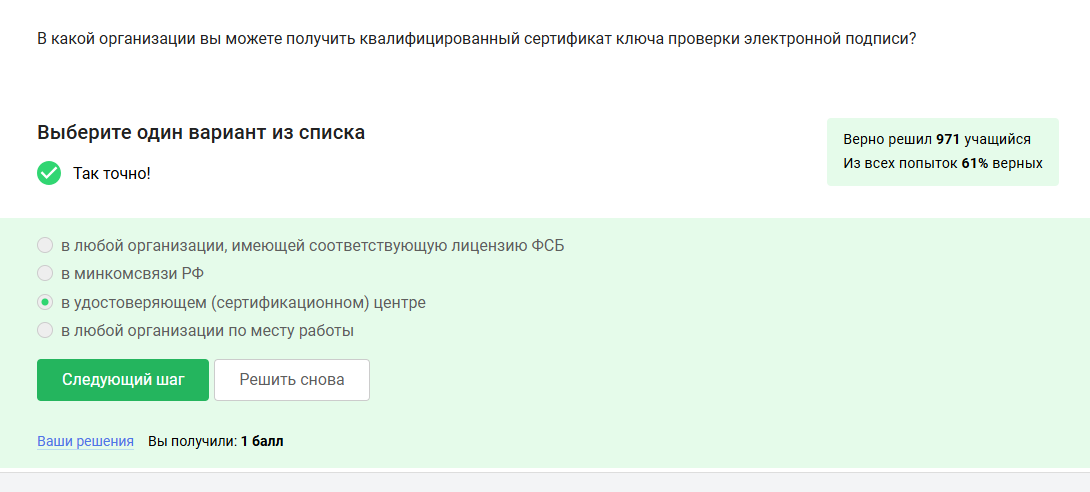 В какой организации вы можете получить квалифицированный сертификат ключа проверки электронной подписи?
Выберите один вариант из списка
Так точно!
Верно решил 971 учащийся
Из всех попыток 61% верных
в любой организации, имеющей соответствующую лицензию ФСБ
в минкомсвязи РФ
в удостоверяющем (сертификационном) центре
в любой организации по месту работы
Следующий шаг
Решить снова
Ваши решения Вы получили: 1 балл